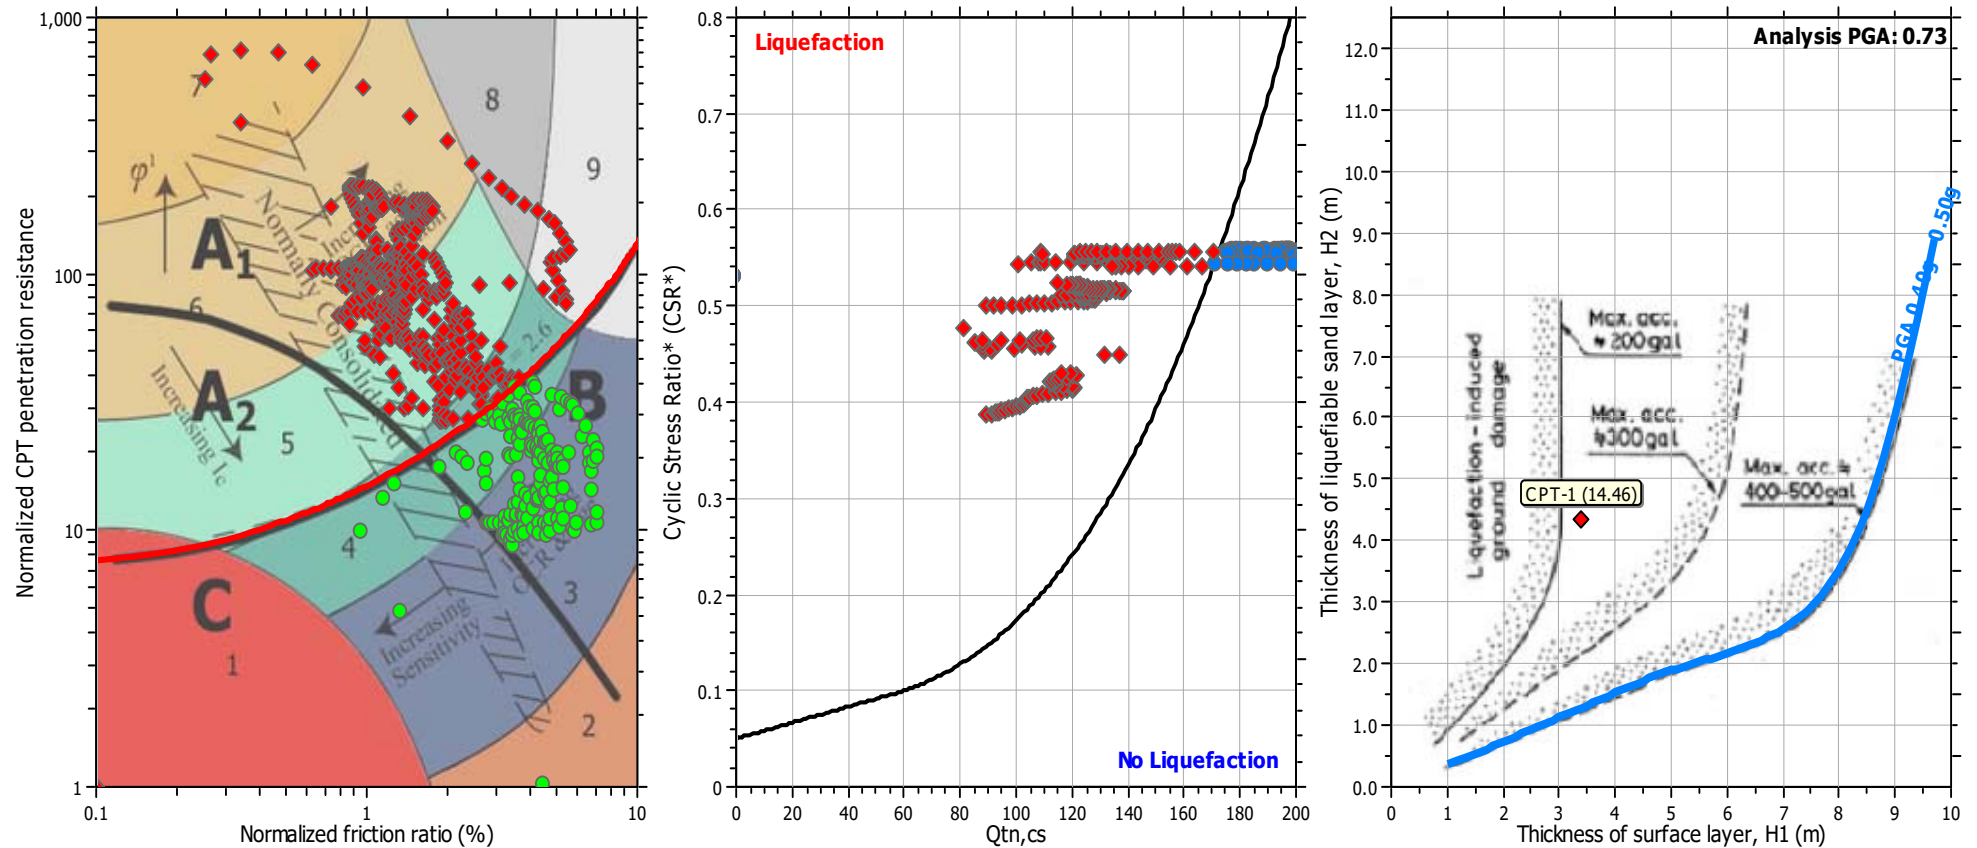 1,000
100
10
1
0.1
1
10
Normalized CPT penetration resistance
Normalized friction ratio (%)
7
8
9
φ'
A1
6
A2
5
B
4
3
C
1
2
Normally Consolidated
Increasing Ic
= 2.6
Increasing
Sensitivity
0.8
0.7
0.6
0.5
0.4
0.3
0.2
0.1
0
0
20
40
60
80
100
120
140
160
180
200
Cyclic Stress Ratio* (CSR*)
Qtn,cs
Liquefaction
No Liquefaction
Analysis PGA: 0.73
12.0
11.0
10.0
9.0
8.0
7.0
6.0
5.0
4.0
3.0
2.0
1.0
0.0
0
1
2
3
4
5
6
7
8
9
10
Thickness of liquefiable sand layer, H2 (m)
Thickness of surface layer, H1 (m)
Liquefaction - induced
ground damage
Max. acc.
≒ 200gal
Max. acc.
≒300gal
Max. acc.≒
400-500gal
CPT-1 (14.46)
PGA 0.40g - 0.50g